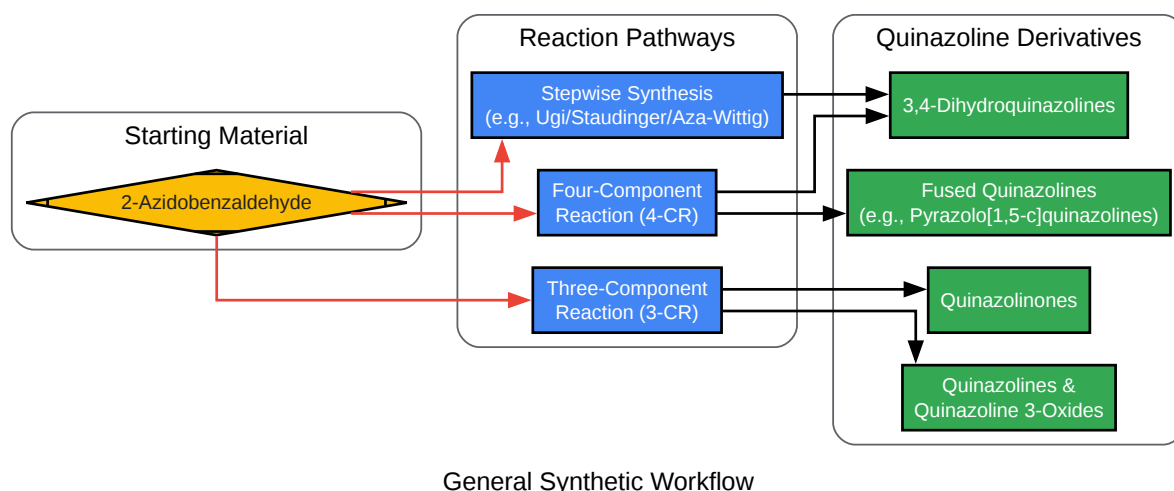 Starting Material
2-Azidobenzaldehyde
Reaction Pathways
Stepwise Synthesis
(e.g., Ugi/Staudinger/Aza-Wittig)
Four-Component
Reaction (4-CR)
Three-Component
Reaction (3-CR)
Quinazoline Derivatives
3,4-Dihydroquinazolines
Fused Quinazolines
(e.g., Pyrazolo[1,5-c]quinazolines)
Quinazolinones
Quinazolines &
Quinazoline 3-Oxides
General Synthetic Workflow